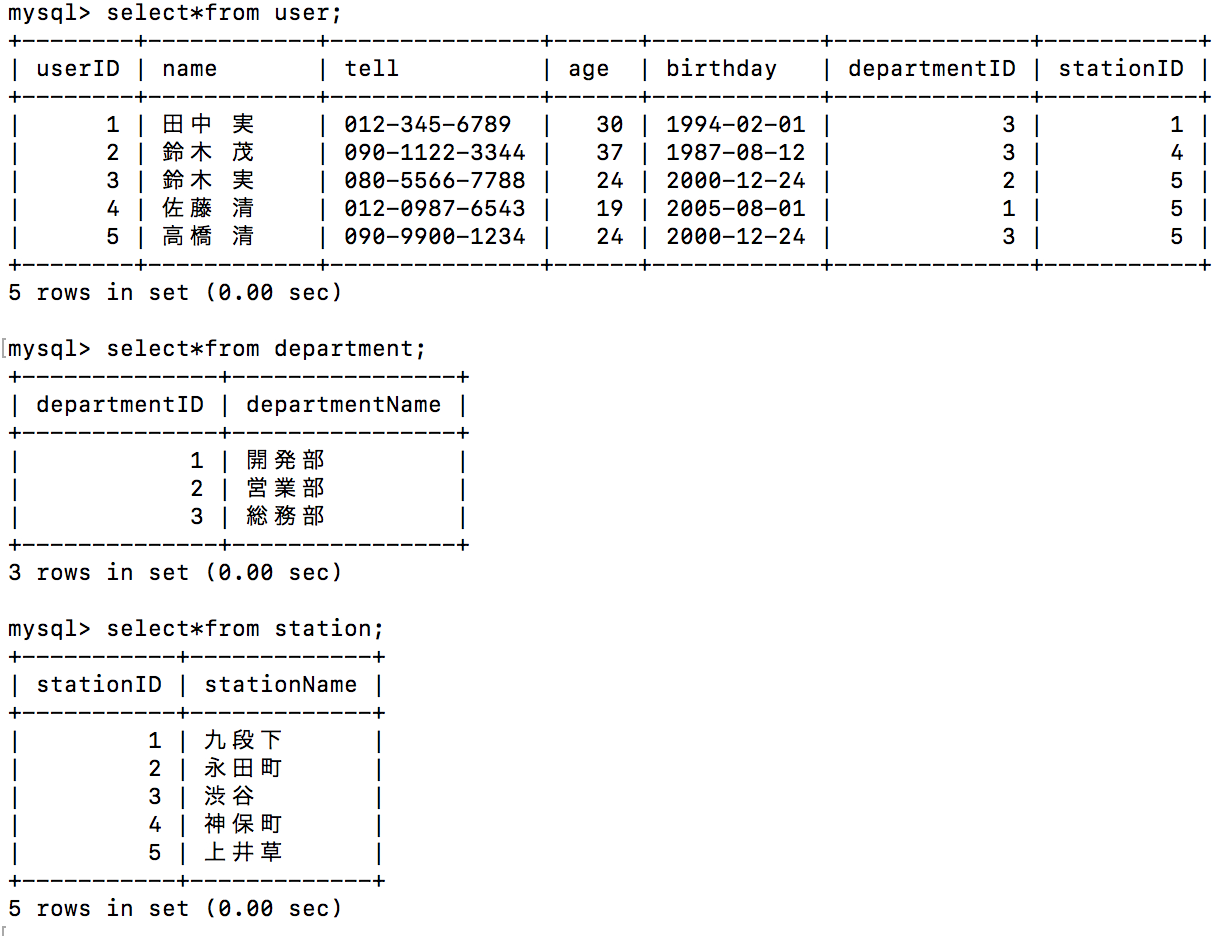 mysql> select*from user;
+--------+------------+----------------+------+------------+--------------+-----------+
| userID | name       | tell           | age  | birthday   | departmentID | stationID |
+--------+------------+----------------+------+------------+--------------+-----------+
|      1 | 田中 実    | 012-345-6789   |   30 | 1994-02-01 |            3 |         1 |
|      2 | 鈴木 茂    | 090-1122-3344  |   37 | 1987-08-12 |            3 |         4 |
|      3 | 鈴木 実    | 080-5566-7788  |   24 | 2000-12-24 |            2 |         5 |
|      4 | 佐藤 清    | 012-0987-6543  |   19 | 2005-08-01 |            1 |         5 |
|      5 | 高橋 清    | 090-9900-1234  |   24 | 2000-12-24 |            3 |         5 |
+--------+------------+----------------+------+------------+--------------+-----------+
5 rows in set (0.00 sec)
mysql> select*from department;
+--------------+----------------+
| departmentID | departmentName |
+--------------+----------------+
|            1 | 開発部         |
|            2 | 営業部         |
|            3 | 総務部         |
+--------------+----------------+
3 rows in set (0.00 sec)
mysql> select*from station;
+-----------+-------------+
| stationID | stationName |
+-----------+-------------+
|         1 | 九段下      |
|         2 | 永田町      |
|         3 | 渋谷        |
|         4 | 神保町      |
|         5 | 上井草      |
+-----------+-------------+
5 rows in set (0.00 sec)